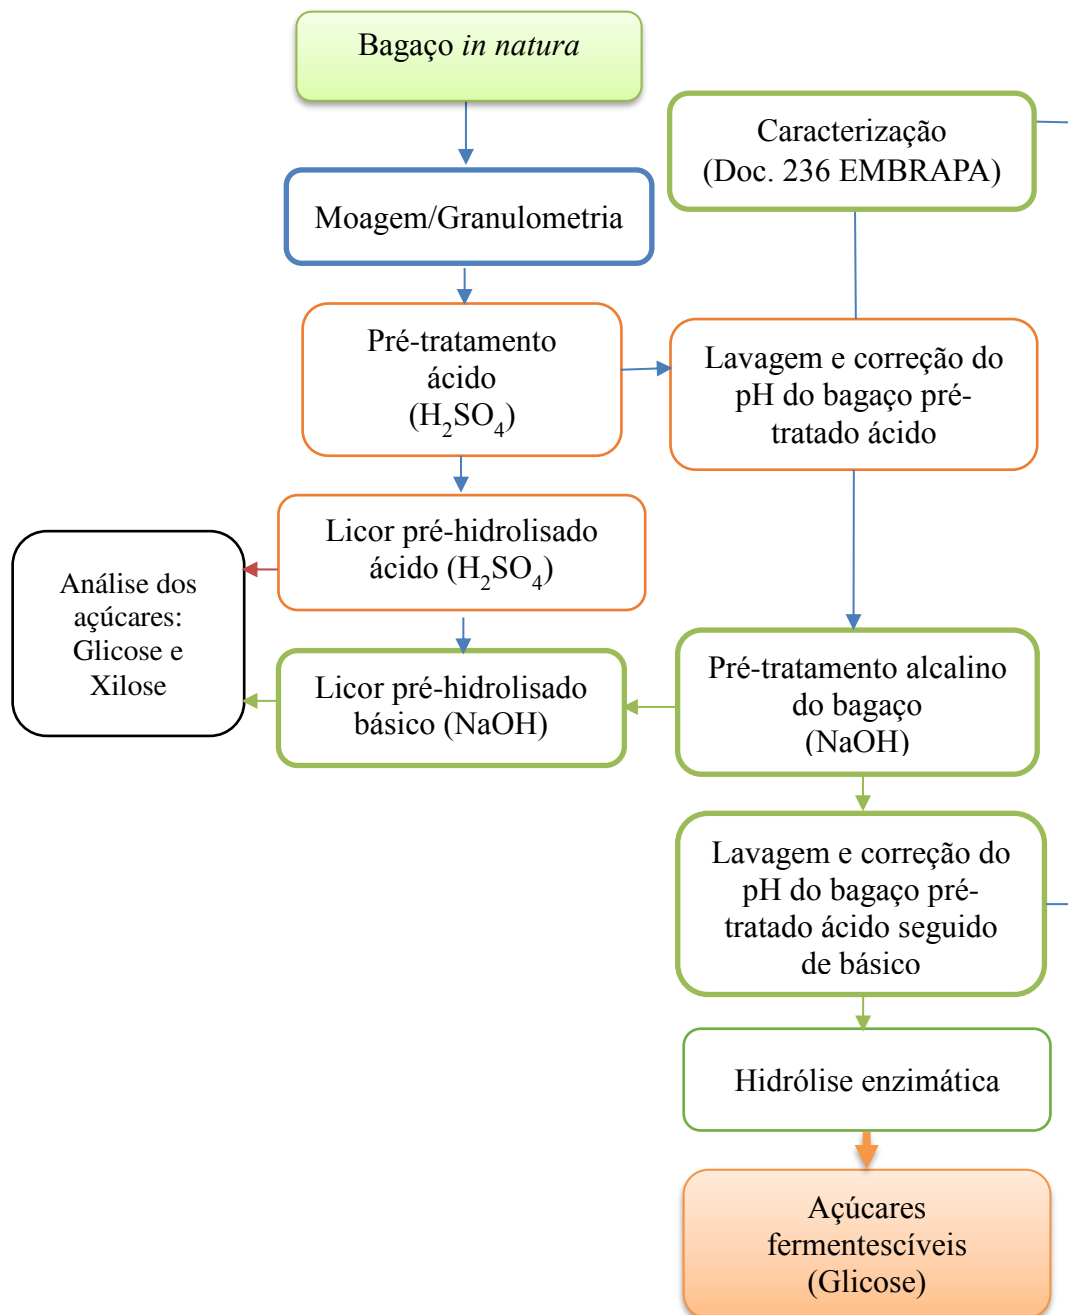 Bagaço in natura
Caracterização
(Doc. 236 EMBRAPA)
Moagem/Granulometria
Pré-tratamento
ácido
(H₂SO₄)
Lavagem e correção do
pH do bagaço pré-
tratado ácido
Licor pré-hidrolisado
ácido (H₂SO₄)
Análise dos
açúcares:
Glicose e
Xilose
Licor pré-hidrolisado
básico (NaOH)
Pré-tratamento alcalino
do bagaço
(NaOH)
Lavagem e correção do
pH do bagaço pré-
tratado ácido seguido
de básico
Hidrólise enzimática
Açúcares
fermentescíveis
(Glicose)